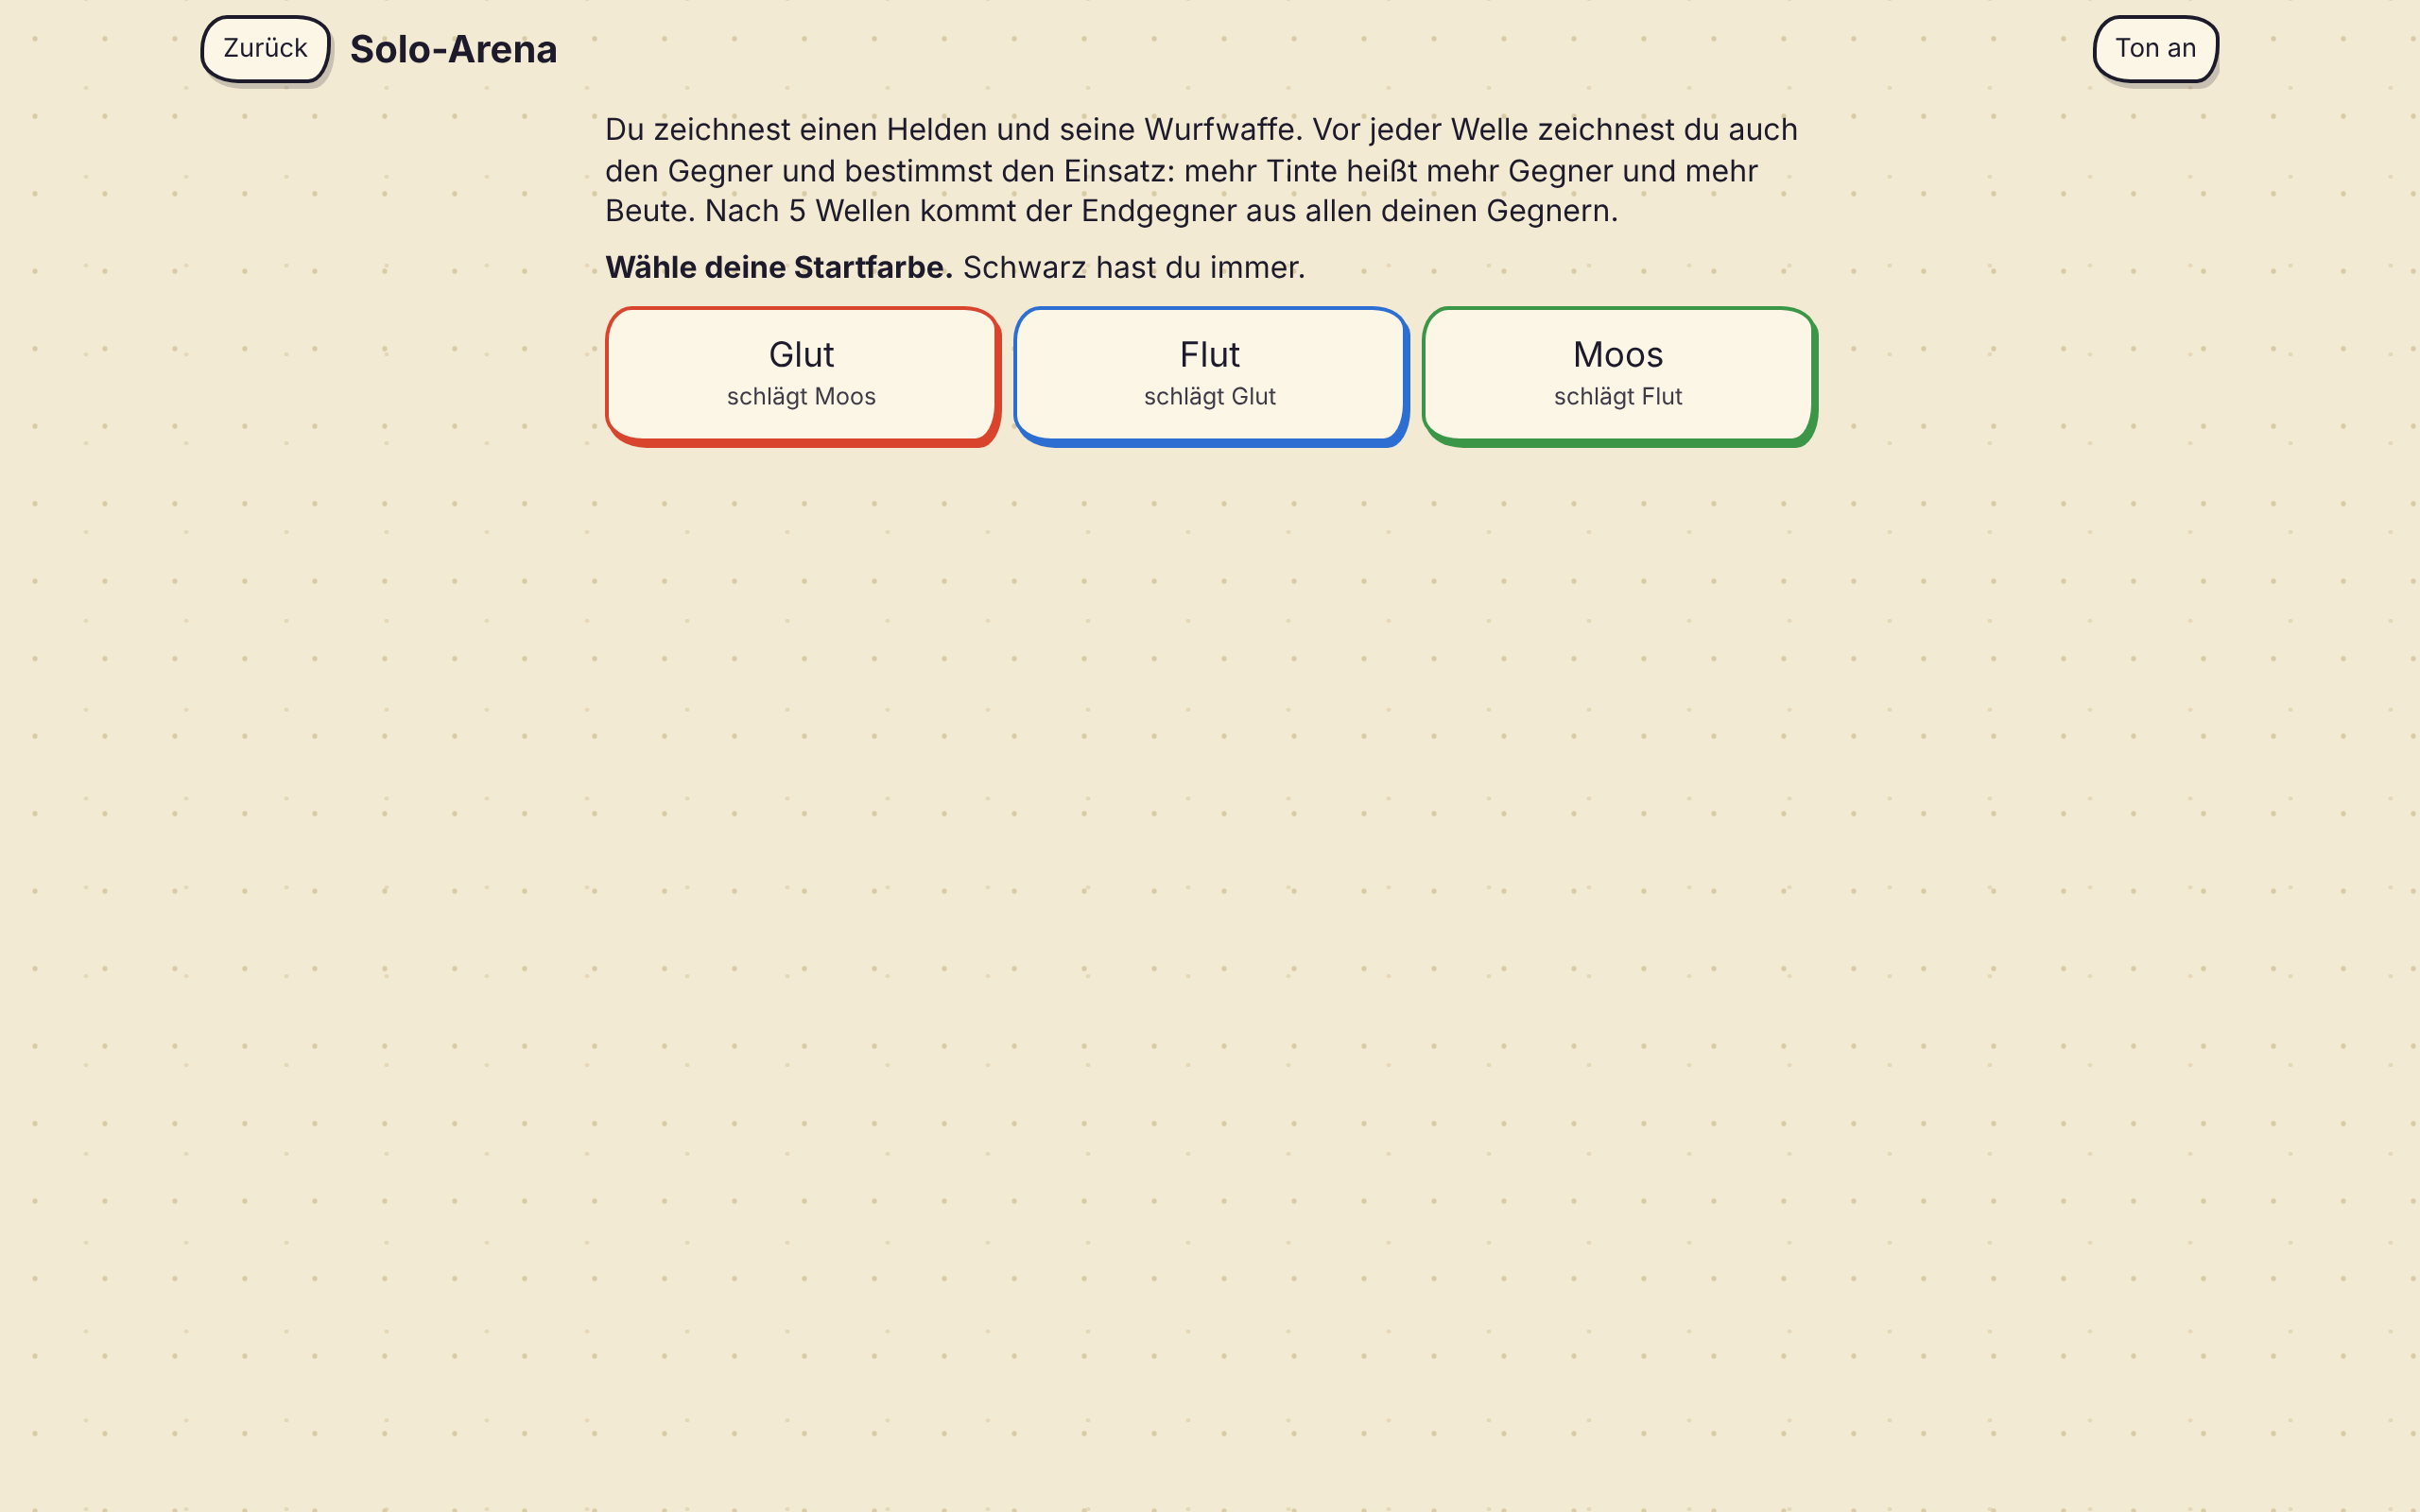 Zurück
Solo-Arena
Ton an
Du zeichnest einen Helden und seine Wurfwaffe. Vor jeder Welle zeichnest du auch
den Gegner und bestimmst den Einsatz: mehr Tinte heißt mehr Gegner und mehr
Beute. Nach 5 Wellen kommt der Endgegner aus allen deinen Gegnern.
Wähle deine Startfarbe. Schwarz hast du immer.
Glut
schlägt Moos
Flut
schlägt Glut
Moos
schlägt Flut